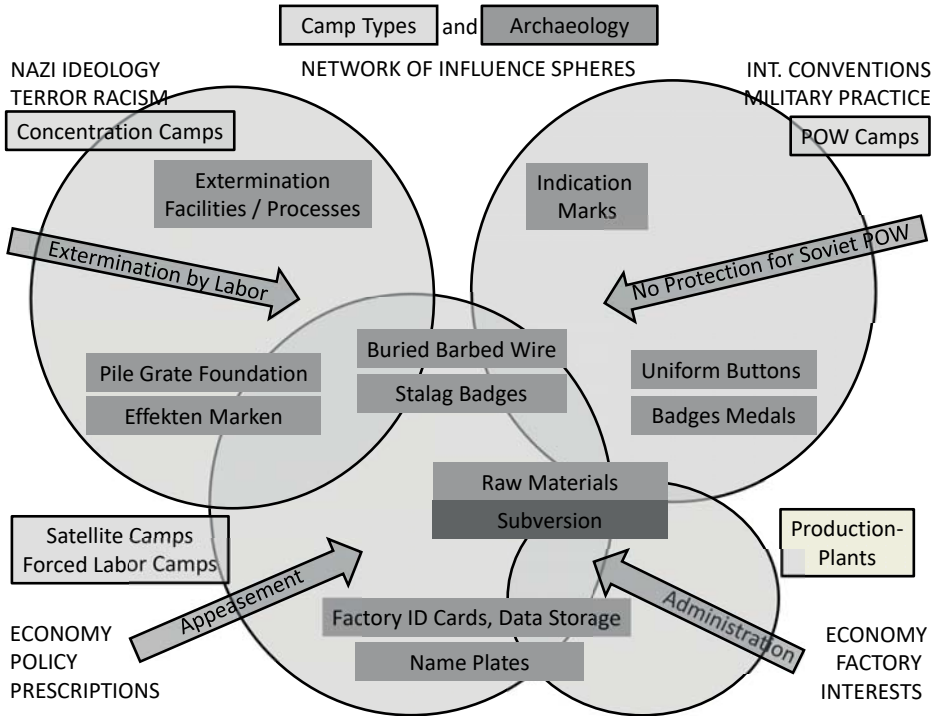 Camp Types and Archaeology
NETWORK OF INFLUENCE SPHERES
NAZI IDEOLOGY
TERROR RACISM
Concentration Camps
INT. CONVENTIONS
MILITARY PRACTICE
POW Camps
Extermination
Facilities / Processes
Indication
Marks
Extermination by Labor
No Protection for Soviet POW
Buried Barbed Wire
Stalag Badges
Pile Grate Foundation
Effekten Marken
Uniform Buttons
Badges Medals
Raw Materials
Subversion
Satellite Camps
Forced Labor Camps
Production-
Plants
Appeasement
Administration
Factory ID Cards, Data Storage
Name Plates
ECONOMY
POLICY
PRESCRIPTIONS
ECONOMY
FACTORY
INTERESTS